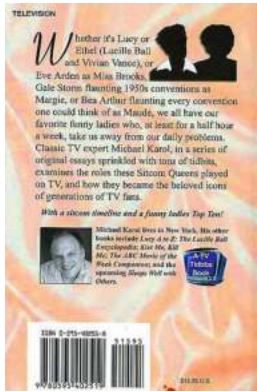 TELEVISION
Whether it's Lucy or
Ethel (Lucille Ball
and Vivian Vance), or
Eve Arden as Miss Brooks,
Gale Storm flaunting 1950s conventions as
Margie, or Bea Arthur flaunting every convention
one could think of as Maude, we all have our
favorite funny ladies who, at least for a half hour
a week, take us away from our daily problems.
Classic TV expert Michael Karol, in a series of
original essays sprinkled with tons of tidbits,
examines the roles these Sitcom Queens played
on TV, and how they became the beloved icons
of generations of TV fans.
With a sitcom timeline and a funny ladies Top Ten!
Michael Karol lives in New York. His other
books include Lucy A to Z: The Lucille Ball
Encyclopedia; Kiss Me, Kill
Me; The ABC Movie of the
Week Companion; and the
upcoming Sleeps Well with
Others.
A TV
Tidbits
Book
91595